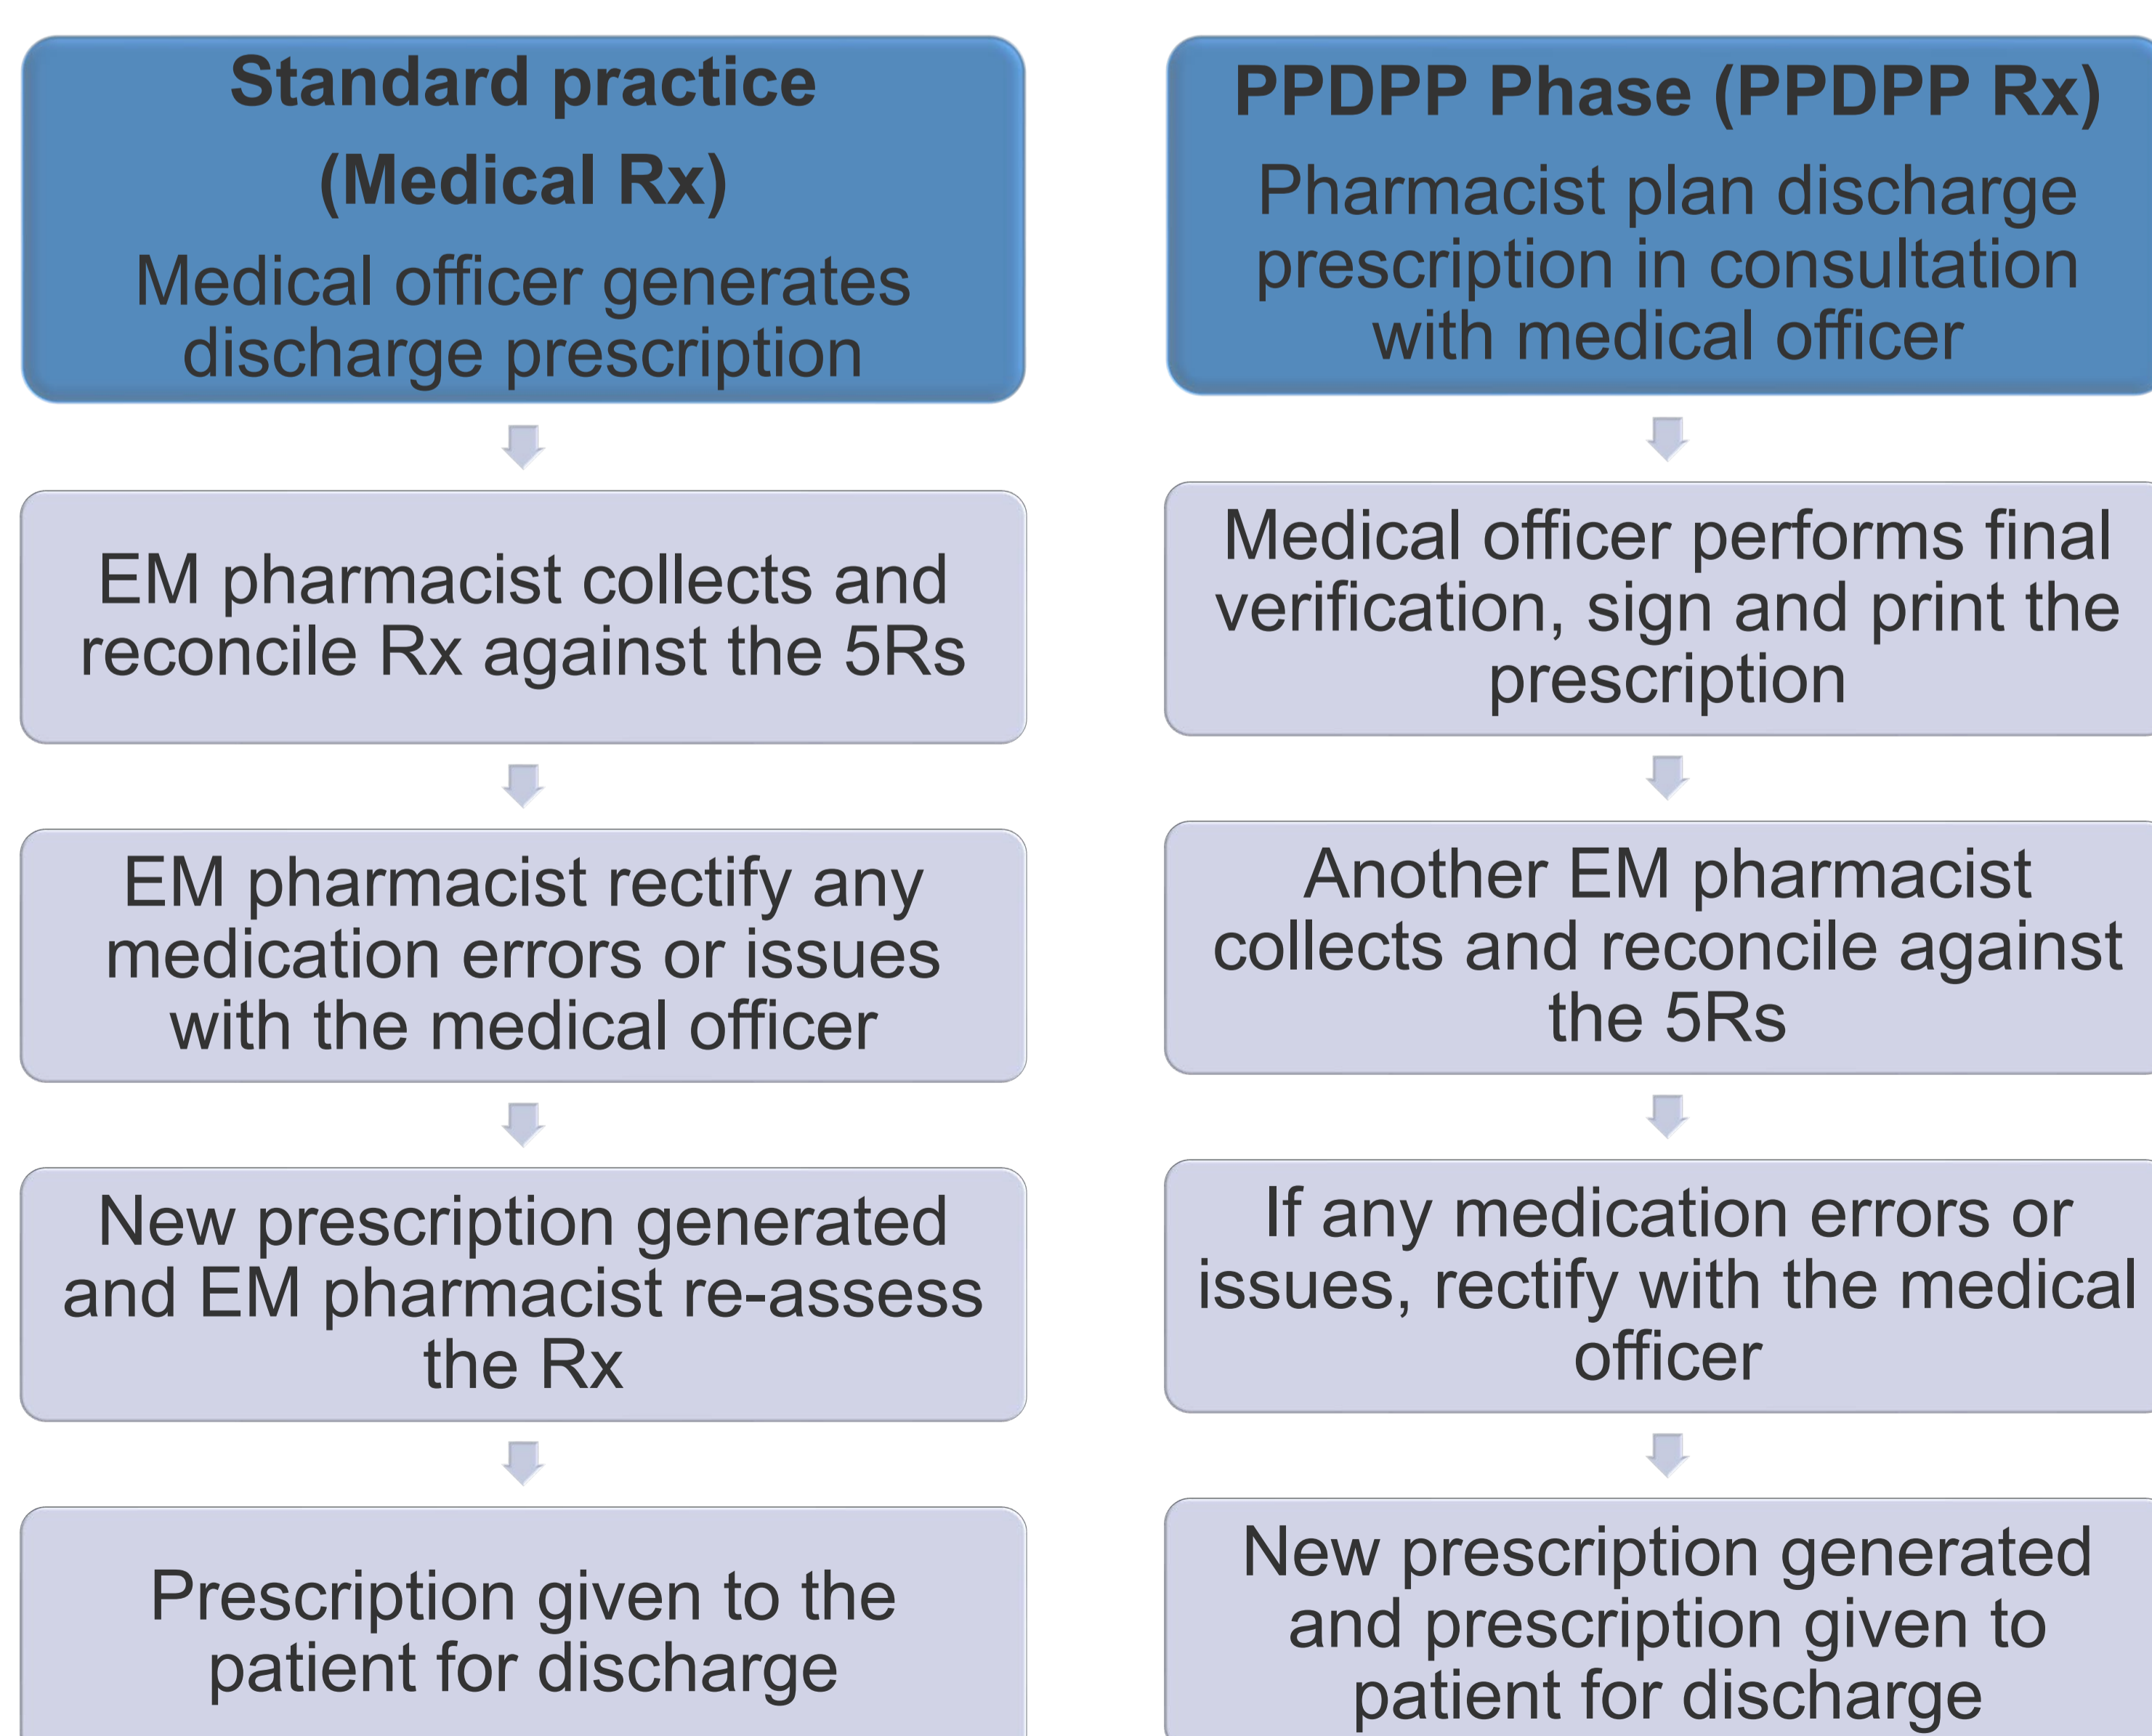 Standard practice
(Medical Rx)
Medical officer generates
discharge prescription
EM pharmacist collects and
reconcile Rx against the 5Rs
EM pharmacist rectify any
medication errors or issues
with the medical officer
New prescription generated
and EM pharmacist re-assess
the Rx
Prescription given to the
patient for discharge
PPDPP Phase (PPDPP Rx)
Pharmacist plan discharge
prescription in consultation
with medical officer
Medical officer performs final
verification, sign and print the
prescription
Another EM pharmacist
collects and reconcile against
the 5Rs
If any medication errors or
issues, rectify with the medical
officer
New prescription generated
and prescription given to
patient for discharge